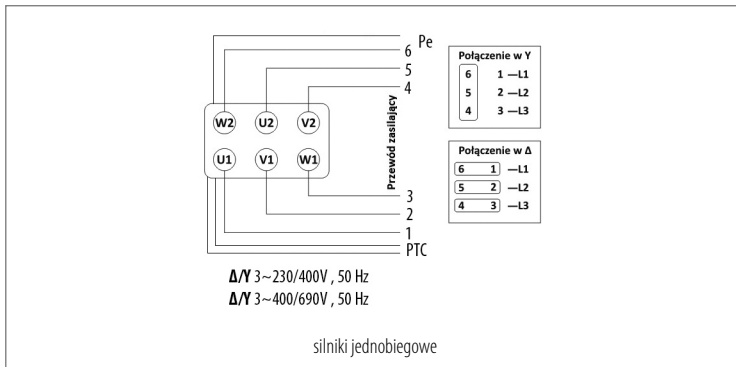 Pe
6
5
4
W2 U2 V2
U1 V1 W1
Przewód zasilający
3
2
1
PTC
Połączenie w Y
6 1 —L1
5 2 —L2
4 3 —L3
Połączenie w Δ
6 1 —L1
5 2 —L2
4 3 —L3
Δ/Y 3~230/400V , 50 Hz
Δ/Y 3~400/690V , 50 Hz
silniki jednobiegowe